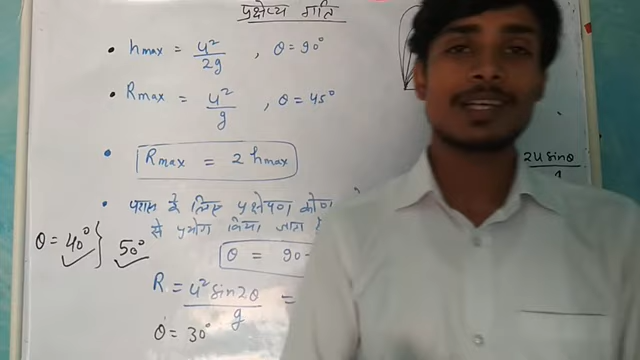 प्रक्षेप्य गति
• hmax = u²/2g , θ = 90°
• Rmax = u²/g , θ = 45°
• Rmax = 2 hmax
• परास के लिए प्रक्षेपण कोण
से प्रयोग किया जाता है
θ = 40° } 50°
θ = 90-
R = u² sin2θ/g =
θ = 30°
2u sinθ